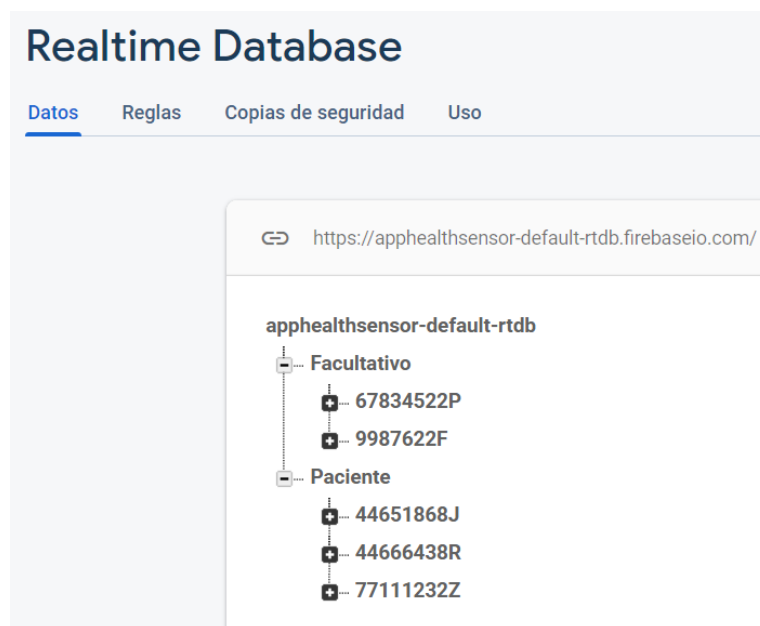 Realtime Database
Datos Reglas Copias de seguridad Uso
https://apphealthsensor-default-rtdb.firebaseio.com/
apphealthsensor-default-rtdb
Facultativo
67834522P
9987622F
Paciente
44651868J
44666438R
77111232Z